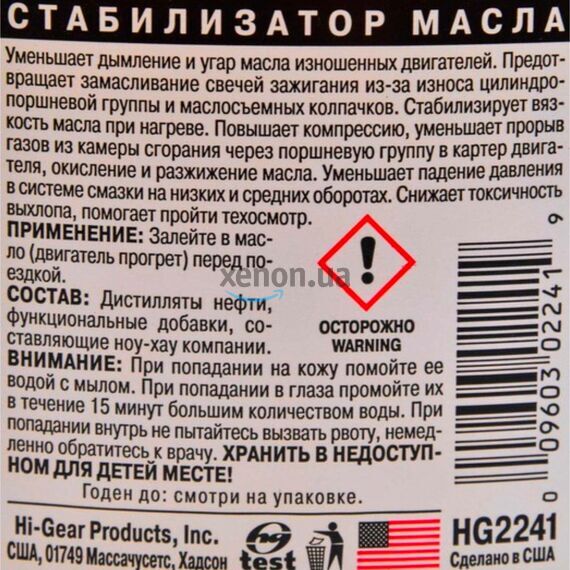 СТАБИЛИЗАТОР МАСЛА
Уменьшает дымление и угар масла изношенных двигателей. Предот-
вращает замасливание свечей зажигания из-за износа цилиндро-
поршневой группы и маслосъемных колпачков. Стабилизирует вяз-
кость масла при нагреве. Повышает компрессию, уменьшает прорыв
газов из камеры сгорания через поршневую группу в картер двига-
теля, окисление и разжижение масла. Уменьшает падение давления
в системе смазки на низких и средних оборотах. Снижает токсичность
выхлопа, помогает пройти техосмотр.
ПРИМЕНЕНИЕ: Залейте в мас-
ло (двигатель прогрет) перед по-
ездкой.
xenon.ua
СОСТАВ: Дистилляты нефти,
функциональные добавки, со-
ставляющие ноу-хау компании.
ОСТОРОЖНО
WARNING
ВНИМАНИЕ: При попадании на кожу помойте ее
водой с мылом. При попадании в глаза промойте их
в течение 15 минут большим количеством воды. При
попадании внутрь не пытайтесь вызвать рвоту, немед-
ленно обратитесь к врачу. ХРАНИТЬ В НЕДОСТУП-
НОМ ДЛЯ ДЕТЕЙ МЕСТЕ!
Годен до: смотри на упаковке.
0 09603 02241 9
Hi-Gear Products, Inc.
США, 01749 Массачусетс, Хадсон
hg
test
HG2241
Сделано в США